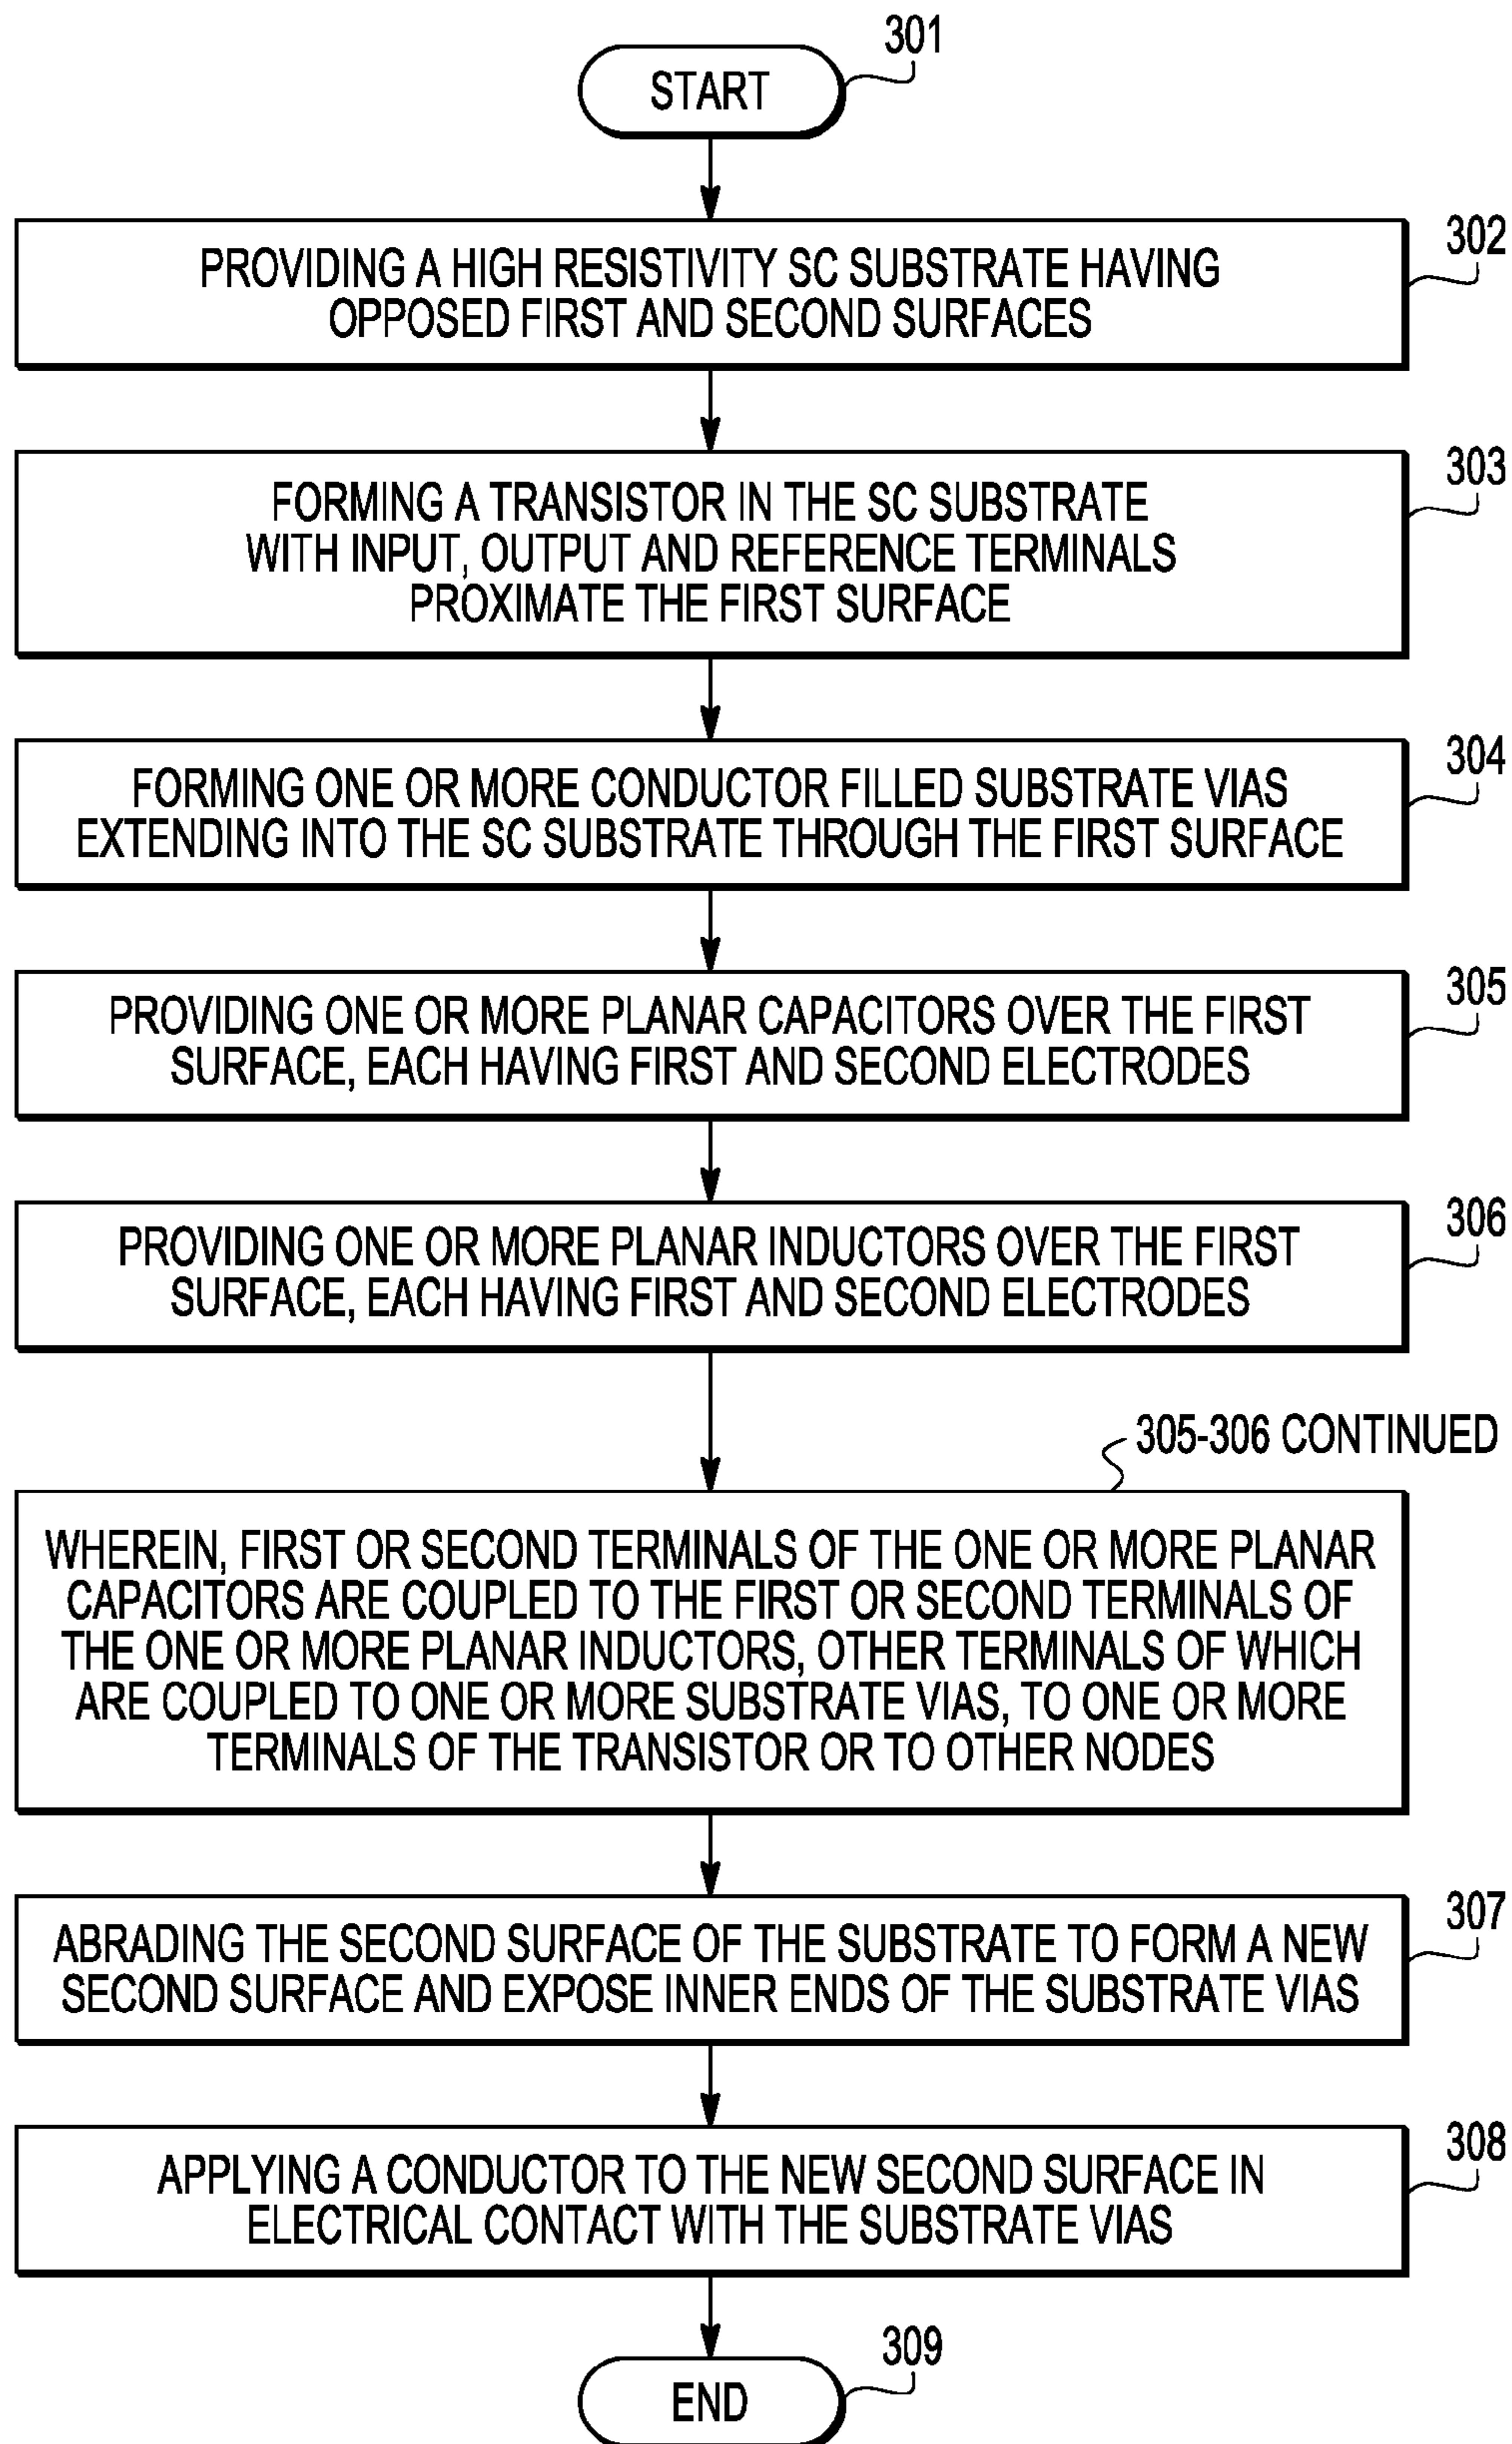 301
START
302
PROVIDING A HIGH RESISTIVITY SC SUBSTRATE HAVING
OPPOSED FIRST AND SECOND SURFACES
303
FORMING A TRANSISTOR IN THE SC SUBSTRATE
WITH INPUT, OUTPUT AND REFERENCE TERMINALS
PROXIMATE THE FIRST SURFACE
304
FORMING ONE OR MORE CONDUCTOR FILLED SUBSTRATE VIAS
EXTENDING INTO THE SC SUBSTRATE THROUGH THE FIRST SURFACE
305
PROVIDING ONE OR MORE PLANAR CAPACITORS OVER THE FIRST
SURFACE, EACH HAVING FIRST AND SECOND ELECTRODES
306
PROVIDING ONE OR MORE PLANAR INDUCTORS OVER THE FIRST
SURFACE, EACH HAVING FIRST AND SECOND ELECTRODES
305-306 CONTINUED
WHEREIN, FIRST OR SECOND TERMINALS OF THE ONE OR MORE PLANAR
CAPACITORS ARE COUPLED TO THE FIRST OR SECOND TERMINALS OF
THE ONE OR MORE PLANAR INDUCTORS, OTHER TERMINALS OF WHICH
ARE COUPLED TO ONE OR MORE SUBSTRATE VIAS, TO ONE OR MORE
TERMINALS OF THE TRANSISTOR OR TO OTHER NODES
307
ABRADING THE SECOND SURFACE OF THE SUBSTRATE TO FORM A NEW
SECOND SURFACE AND EXPOSE INNER ENDS OF THE SUBSTRATE VIAS
308
APPLYING A CONDUCTOR TO THE NEW SECOND SURFACE IN
ELECTRICAL CONTACT WITH THE SUBSTRATE VIAS
309
END